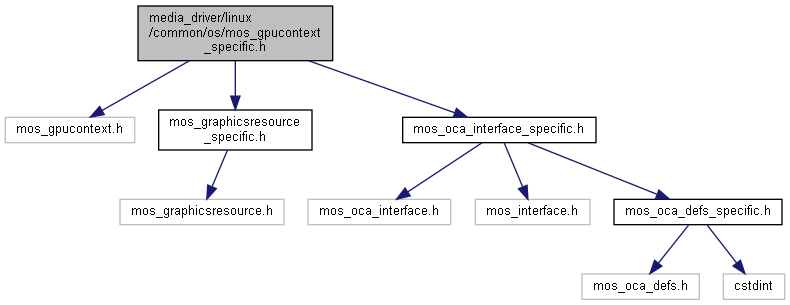 media_driver/linux
/common/os/mos_gpucontext
_specific.h
mos_gpucontext.h
mos_graphicsresource
_specific.h
mos_oca_interface_specific.h
mos_graphicsresource.h
mos_oca_interface.h
mos_interface.h
mos_oca_defs_specific.h
mos_oca_defs.h
cstdint